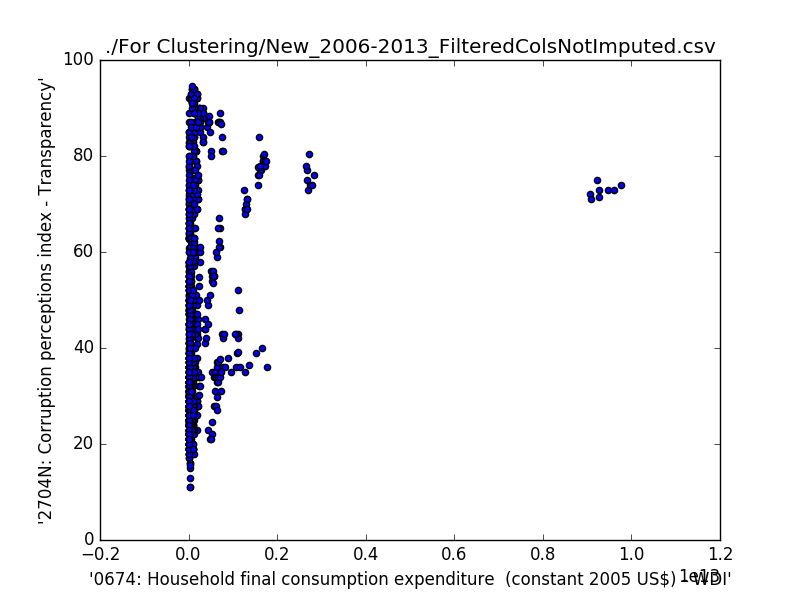 ./For Clustering/New_2006-2013_FilteredColsNotImputed.csv
100
80
60
40
20
0
'2704N: Corruption perceptions index - Transparency'
−0.2 0.0 0.2 0.4 0.6 0.8 1.0 1.2
1e13
'0674: Household final consumption expenditure (constant 2005 US$) WDI'